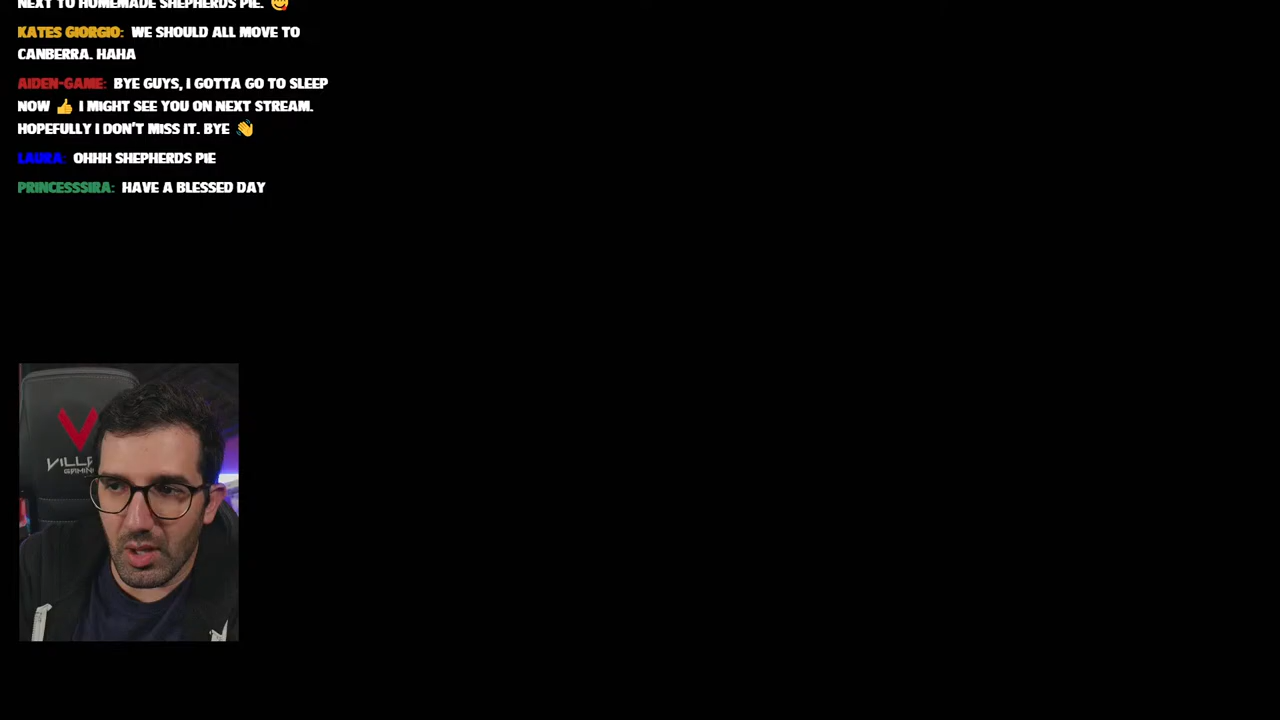 NEXT TO HOMEMADE SHEPHERDS PIE. 😋
KATES GIORGIO: WE SHOULD ALL MOVE TO
CANBERRA. HAHA
AIDEN-GAME: BYE GUYS, I GOTTA GO TO SLEEP
NOW 👍 I MIGHT SEE YOU ON NEXT STREAM.
HOPEFULLY I DON'T MISS IT. BYE 👋
LAURA: OHHH SHEPHERDS PIE
PRINCESSSIRA: HAVE A BLESSED DAY